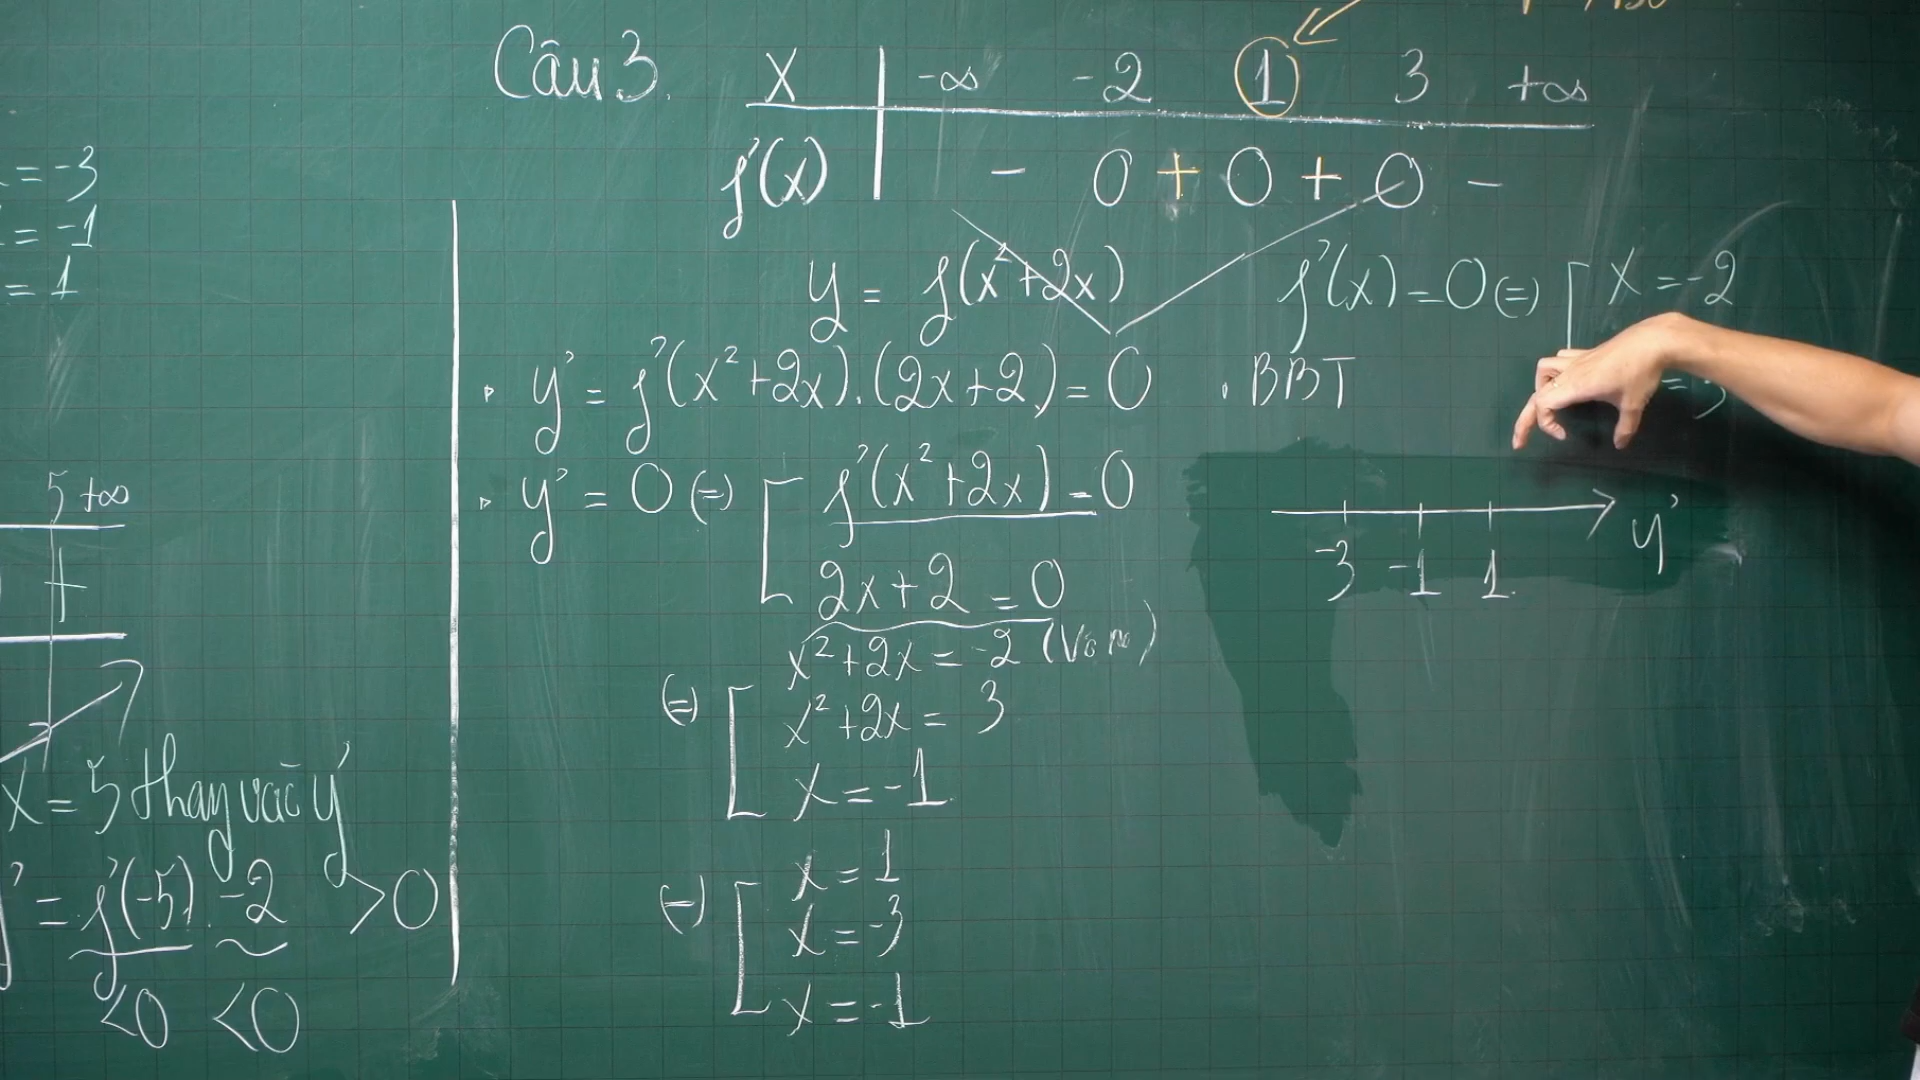 Câu 3.
x -∞ -2 1 3 +∞
f'(x) - 0 + 0 + 0 -
y = f(x²+2x)
f'(x) = 0 (=) [ x = -2
= 3
▹ y' = f'(x²+2x).(2x+2) = 0
▹ y' = 0 (=) [ f'(x²+2x) = 0
2x+2 = 0
(=) [ x²+2x = -2 (Vô no)
x²+2x = 3
x = -1.
(=) [ x = 1
x = -3
x = -1
. BBT
-3 -1 1. y'
= -3
= -1
= 1
5 +∞
+
x = 5 thay vào y'
' = f'(-5). -2 > 0
<0 <0